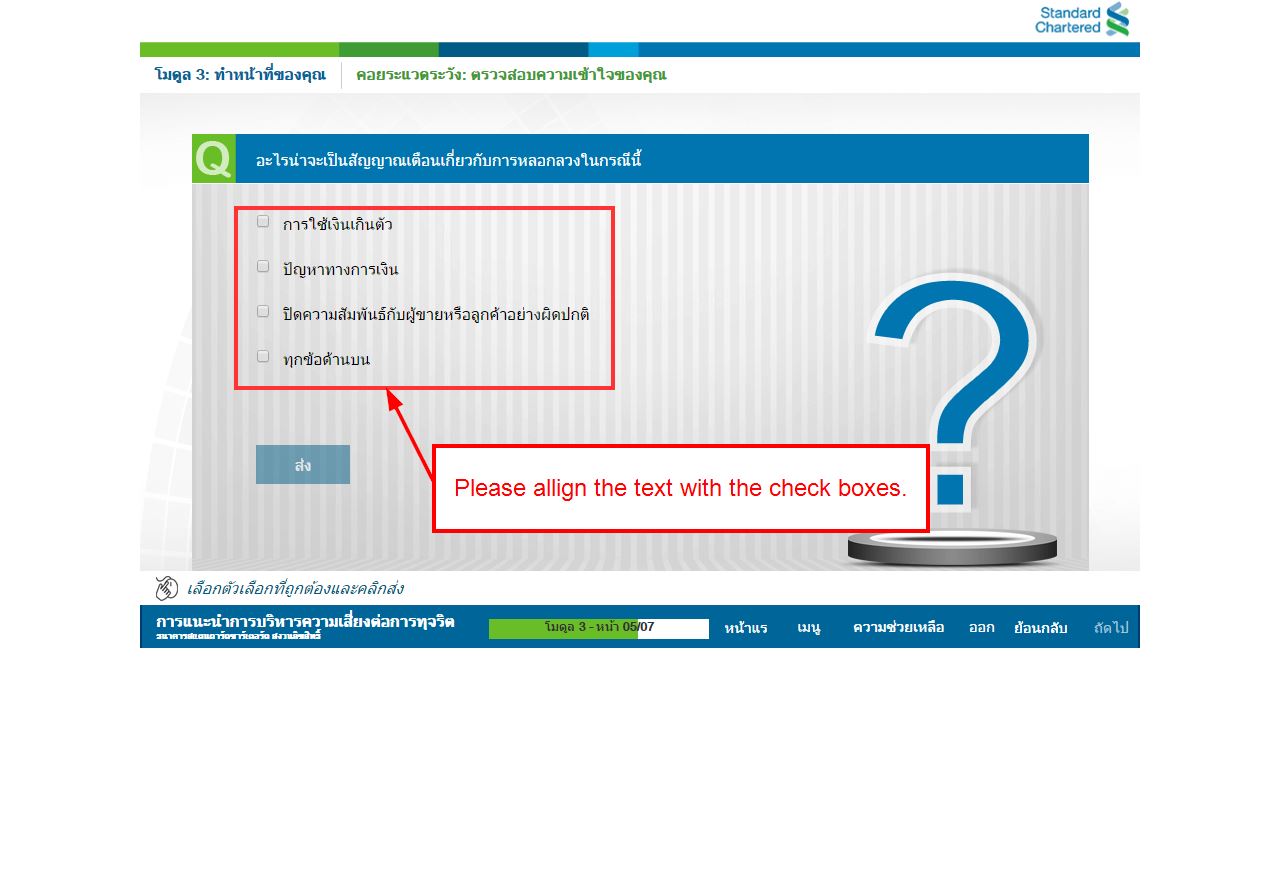 Standard
Chartered
โมดูล 3: ทำหน้าที่ของคุณ
คอยระแวดระวัง: ตรวจสอบความเข้าใจของคุณ
Q
อะไรน่าจะเป็นสัญญาณเตือนเกี่ยวกับการหลอกลวงในกรณีนี้
การใช้เงินเกินตัว
ปัญหาทางการเงิน
ปิดความสัมพันธ์กับผู้ขายหรือลูกค้าอย่างผิดปกติ
ทุกข้อด้านบน
ส่ง
Please allign the text with the check boxes.
เลือกตัวเลือกที่ถูกต้องและคลิกส่ง
การแนะนำการบริหารความเสี่ยงต่อการทุจริต
โมดูล 3 - หน้า 05/07
หน้าแร
เมนู
ความช่วยเหลือ
ออก
ย้อนกลับ
ถัดไป